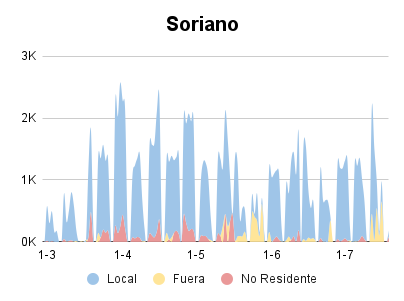 Soriano
3K
2K
1K
0K
1-3 1-4 1-5 1-6 1-7
Local Fuera No Residente